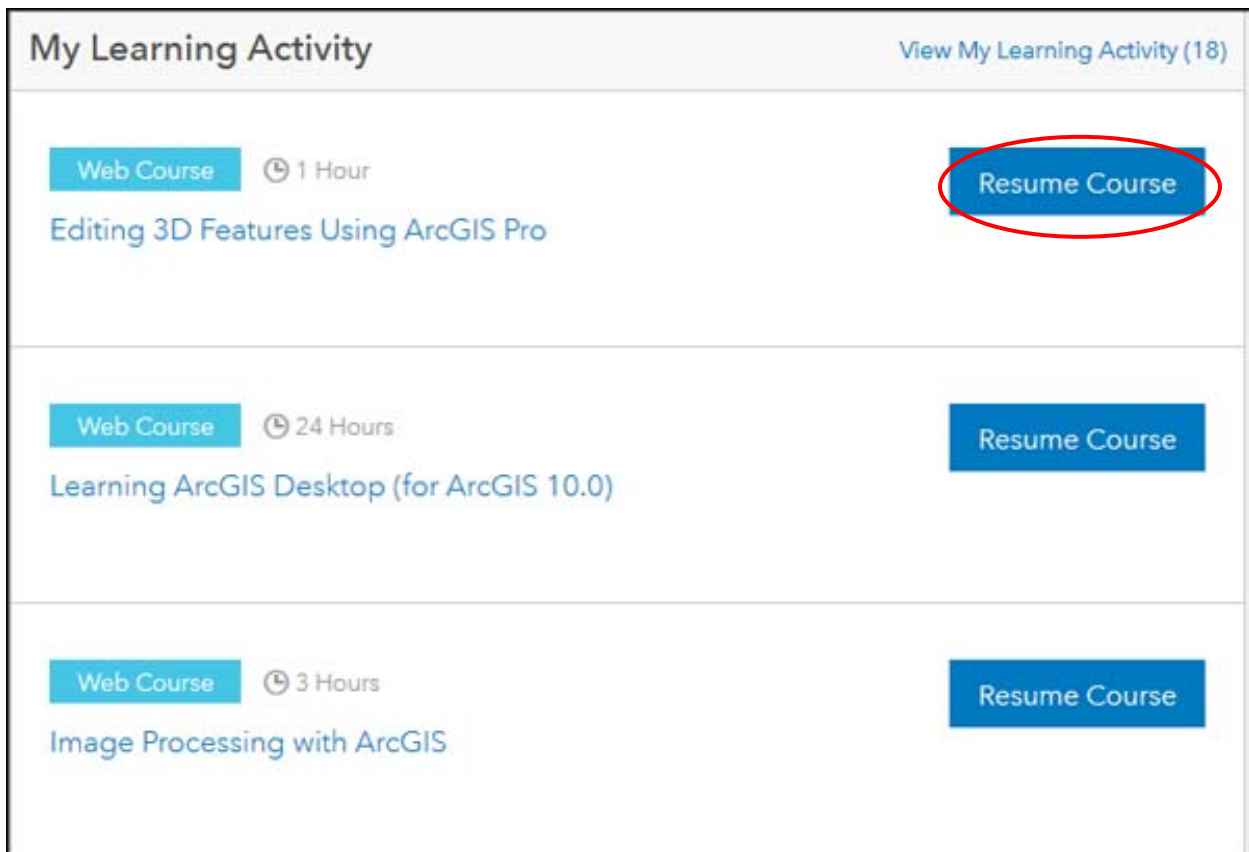 My Learning Activity
View My Learning Activity (18)
Web Course
1 Hour
Resume Course
Editing 3D Features Using ArcGIS Pro
Web Course
24 Hours
Resume Course
Learning ArcGIS Desktop (for ArcGIS 10.0)
Web Course
3 Hours
Resume Course
Image Processing with ArcGIS